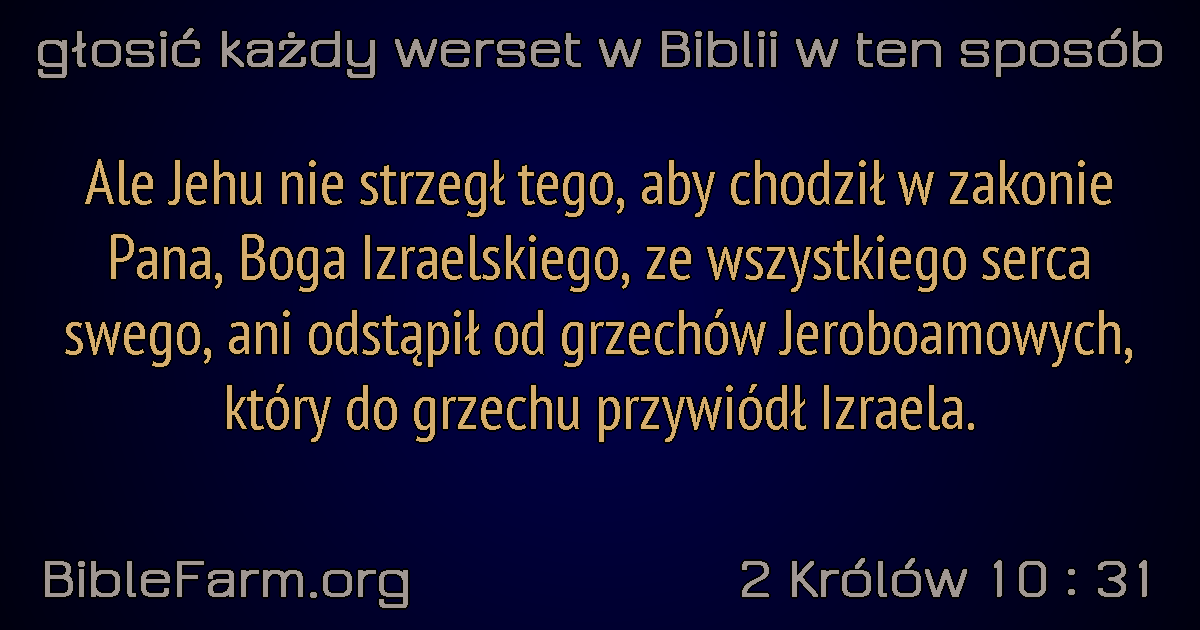 głosić każdy werset w Biblii w ten sposób
Ale Jehu nie strzegł tego, aby chodził w zakonie
Pana, Boga Izraelskiego, ze wszystkiego serca
swego, ani odstąpił od grzechów Jeroboamowych,
który do grzechu przywiódł Izraela.
BibleFarm.org
2 Królów 10 : 31